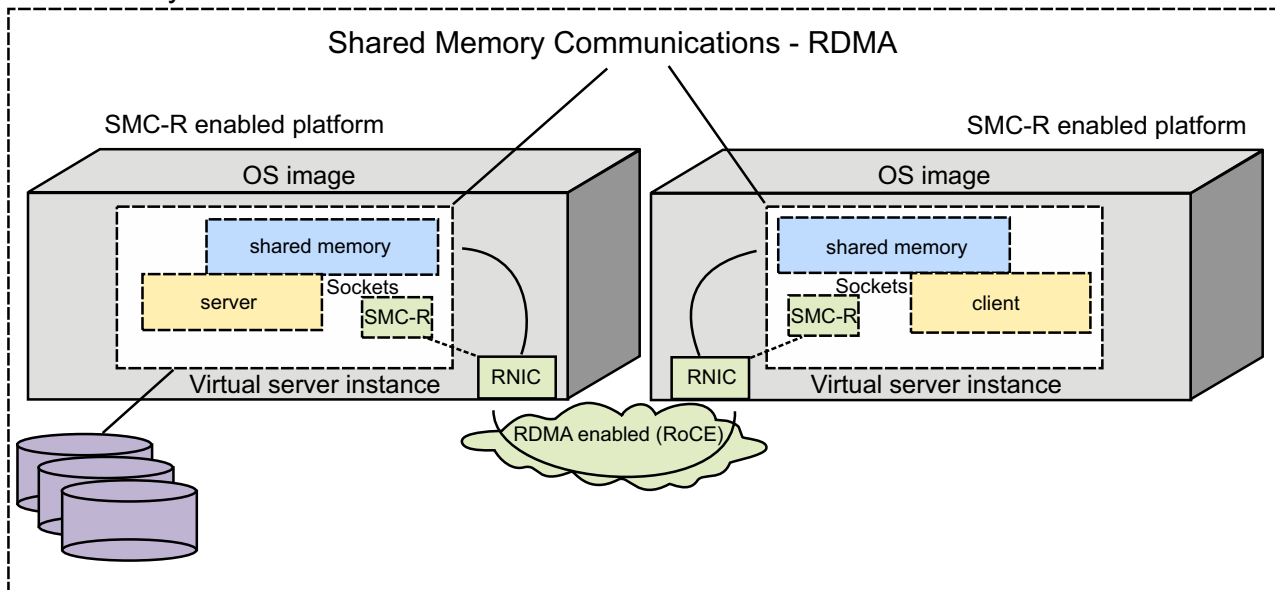 Shared Memory Communications - RDMA
SMC-R enabled platform
SMC-R enabled platform
OS image
OS image
shared memory
shared memory
Sockets
Sockets
server
client
SMC-R
SMC-R
RNIC
RNIC
Virtual server instance
Virtual server instance
RDMA enabled (RoCE)